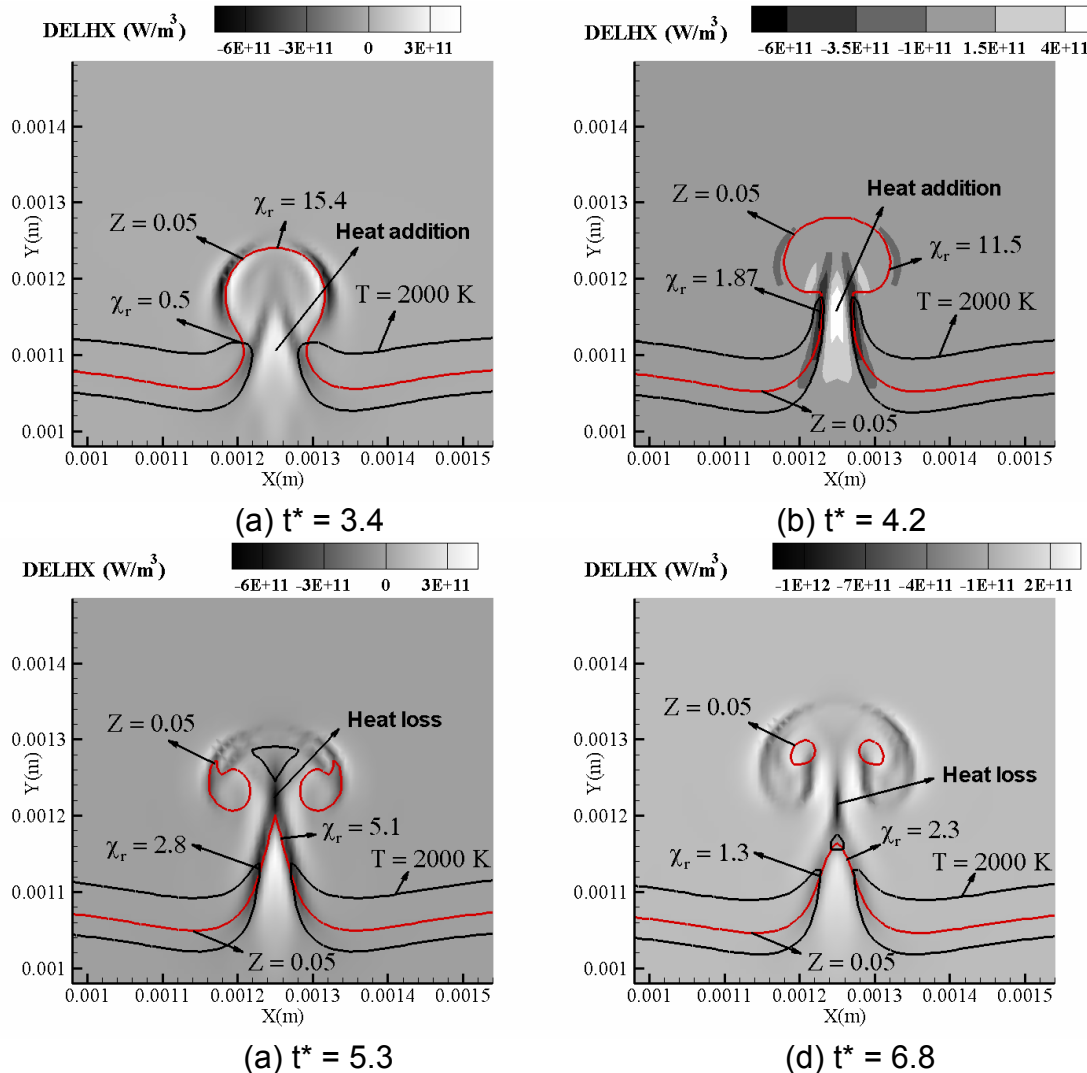 DELHX (W/m³)
-6E+11 -3E+11 0 3E+11
Y(m)
0.0014
0.0013
0.0012
0.0011
0.001
Z = 0.05
χr = 15.4
Heat addition
χr = 0.5
T = 2000 K
0.001 0.0011 0.0012 0.0013 0.0014 0.0015
X(m)
(a) t* = 3.4
DELHX (W/m³)
-6E+11 -3.5E+11 -1E+11 1.5E+11 4E+11
Y(m)
0.0014
0.0013
0.0012
0.0011
0.001
Heat addition
Z = 0.05
χr = 11.5
χr = 1.87
T = 2000 K
Z = 0.05
0.001 0.0011 0.0012 0.0013 0.0014 0.0015
X(m)
(b) t* = 4.2
DELHX (W/m³)
-6E+11 -3E+11 0 3E+11
Y(m)
0.0014
0.0013
0.0012
0.0011
0.001
Z = 0.05
Heat loss
χr = 5.1
χr = 2.8
T = 2000 K
Z = 0.05
0.001 0.0011 0.0012 0.0013 0.0014 0.0015
X(m)
(a) t* = 5.3
DELHX (W/m³)
-1E+12 -7E+11 -4E+11 -1E+11 2E+11
Y(m)
0.0014
0.0013
0.0012
0.0011
0.001
Z = 0.05
Heat loss
χr = 2.3
χr = 1.3
T = 2000 K
Z = 0.05
0.001 0.0011 0.0012 0.0013 0.0014 0.0015
X(m)
(d) t* = 6.8